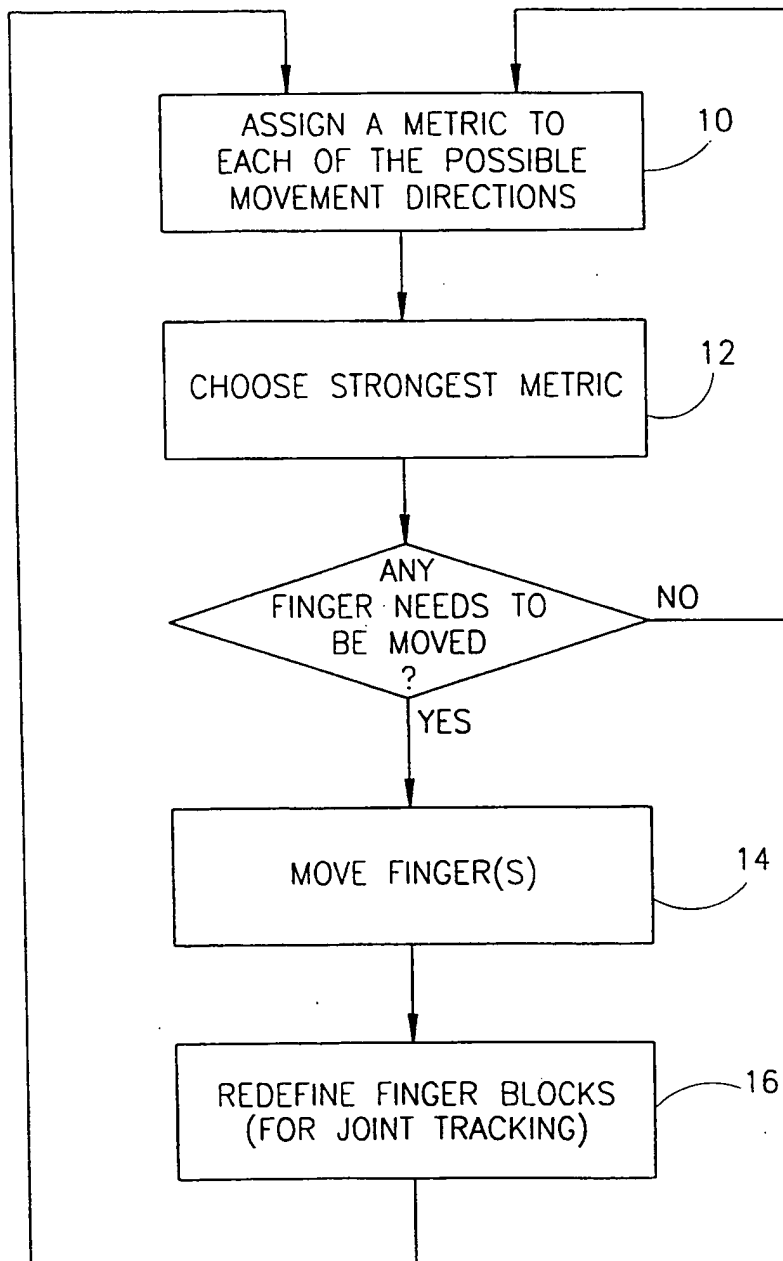 ASSIGN A METRIC TO
EACH OF THE POSSIBLE
MOVEMENT DIRECTIONS
10
CHOOSE STRONGEST METRIC
12
ANY
FINGER NEEDS TO
BE MOVED
?
NO
YES
MOVE FINGER(S)
14
REDEFINE FINGER BLOCKS
(FOR JOINT TRACKING)
16